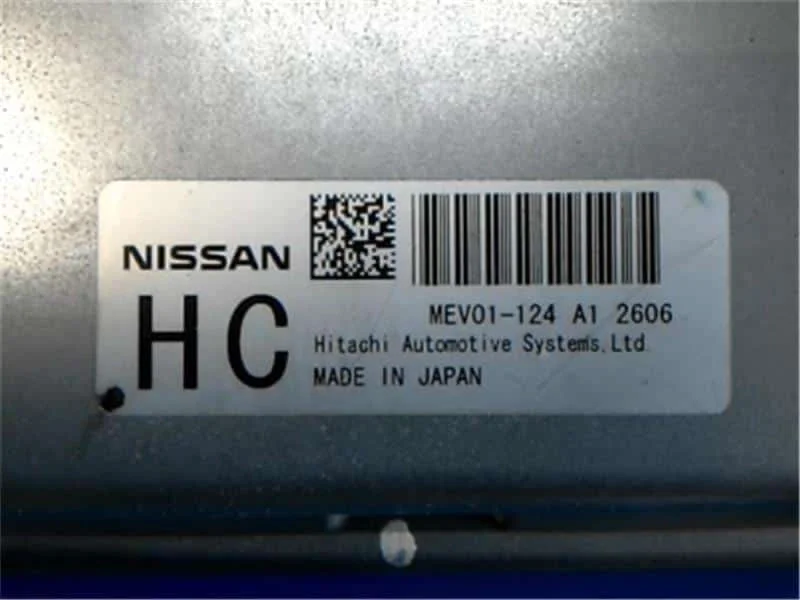 NISSAN
HC
MEV01-124 A1 2606
Hitachi Automotive Systems,Ltd.
MADE IN JAPAN